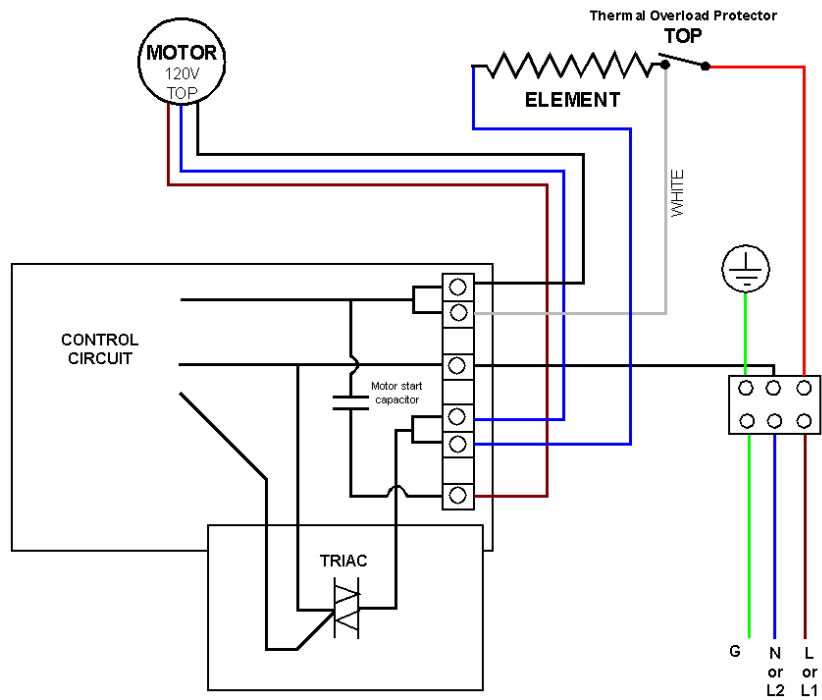 Thermal Overload Protector
TOP
MOTOR
120V
TOP
ELEMENT
WHITE
CONTROL
CIRCUIT
Motor start
capacitor
TRIAC
G
N
or
L2
L
or
L1